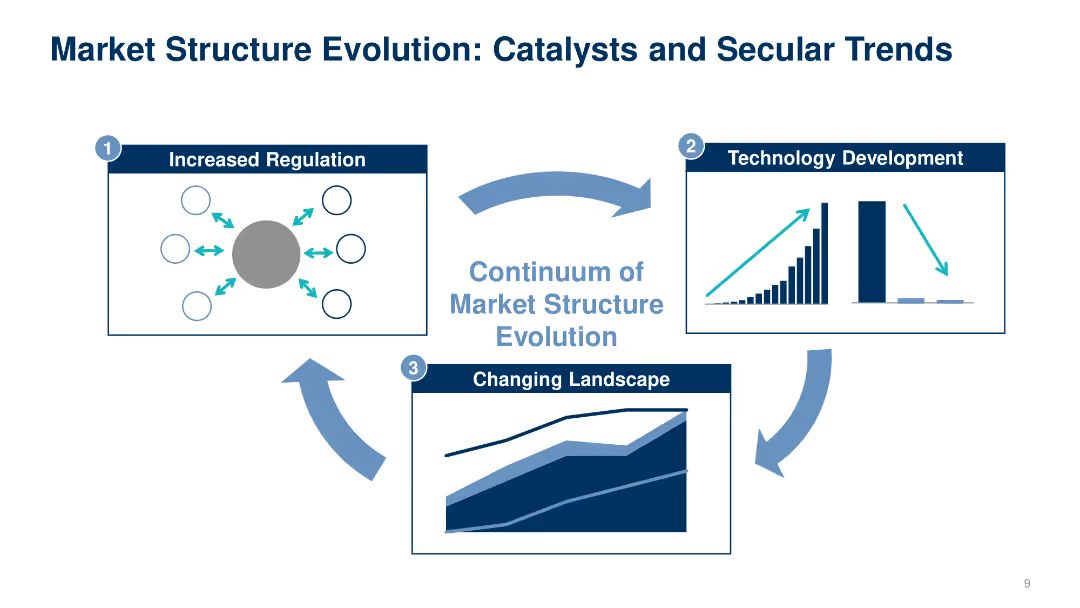 Market Structure Evolution: Catalysts and Secular Trends
1
Increased Regulation
2
Technology Development
Continuum of
Market Structure
Evolution
3
Changing Landscape
9